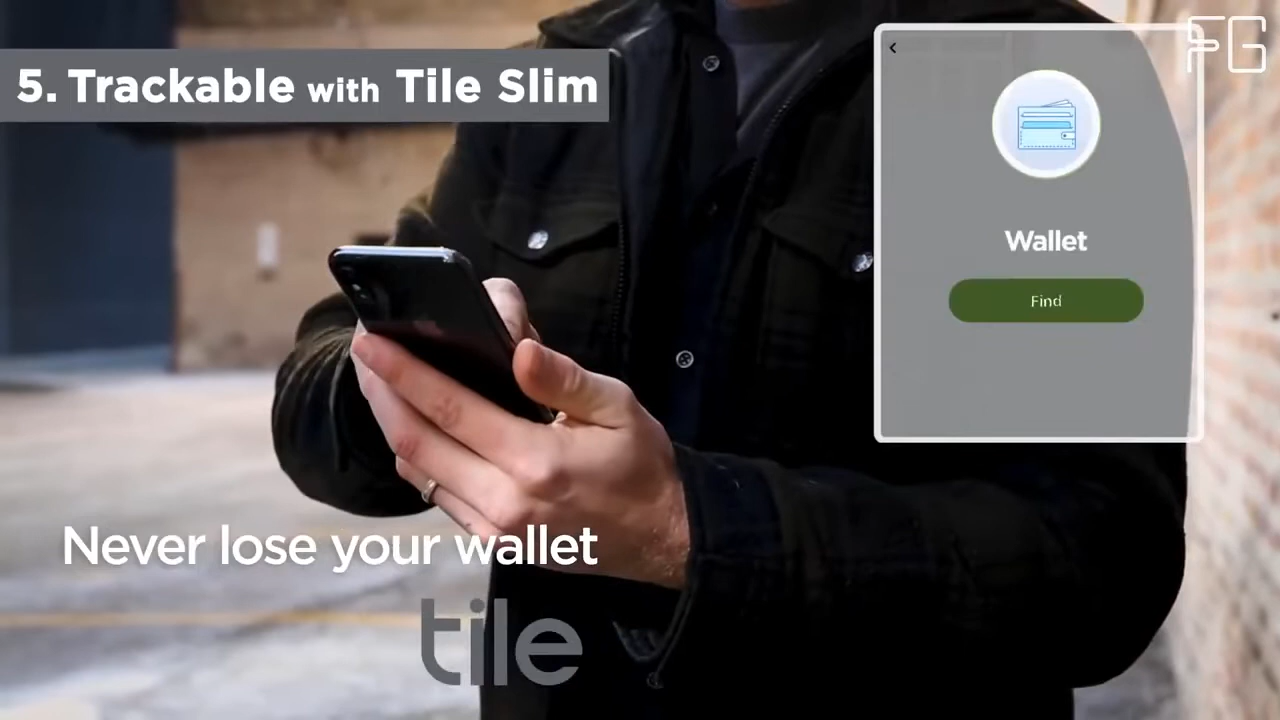 5. Trackable with Tile Slim
FG
Wallet
Find
Never lose your wallet
tile